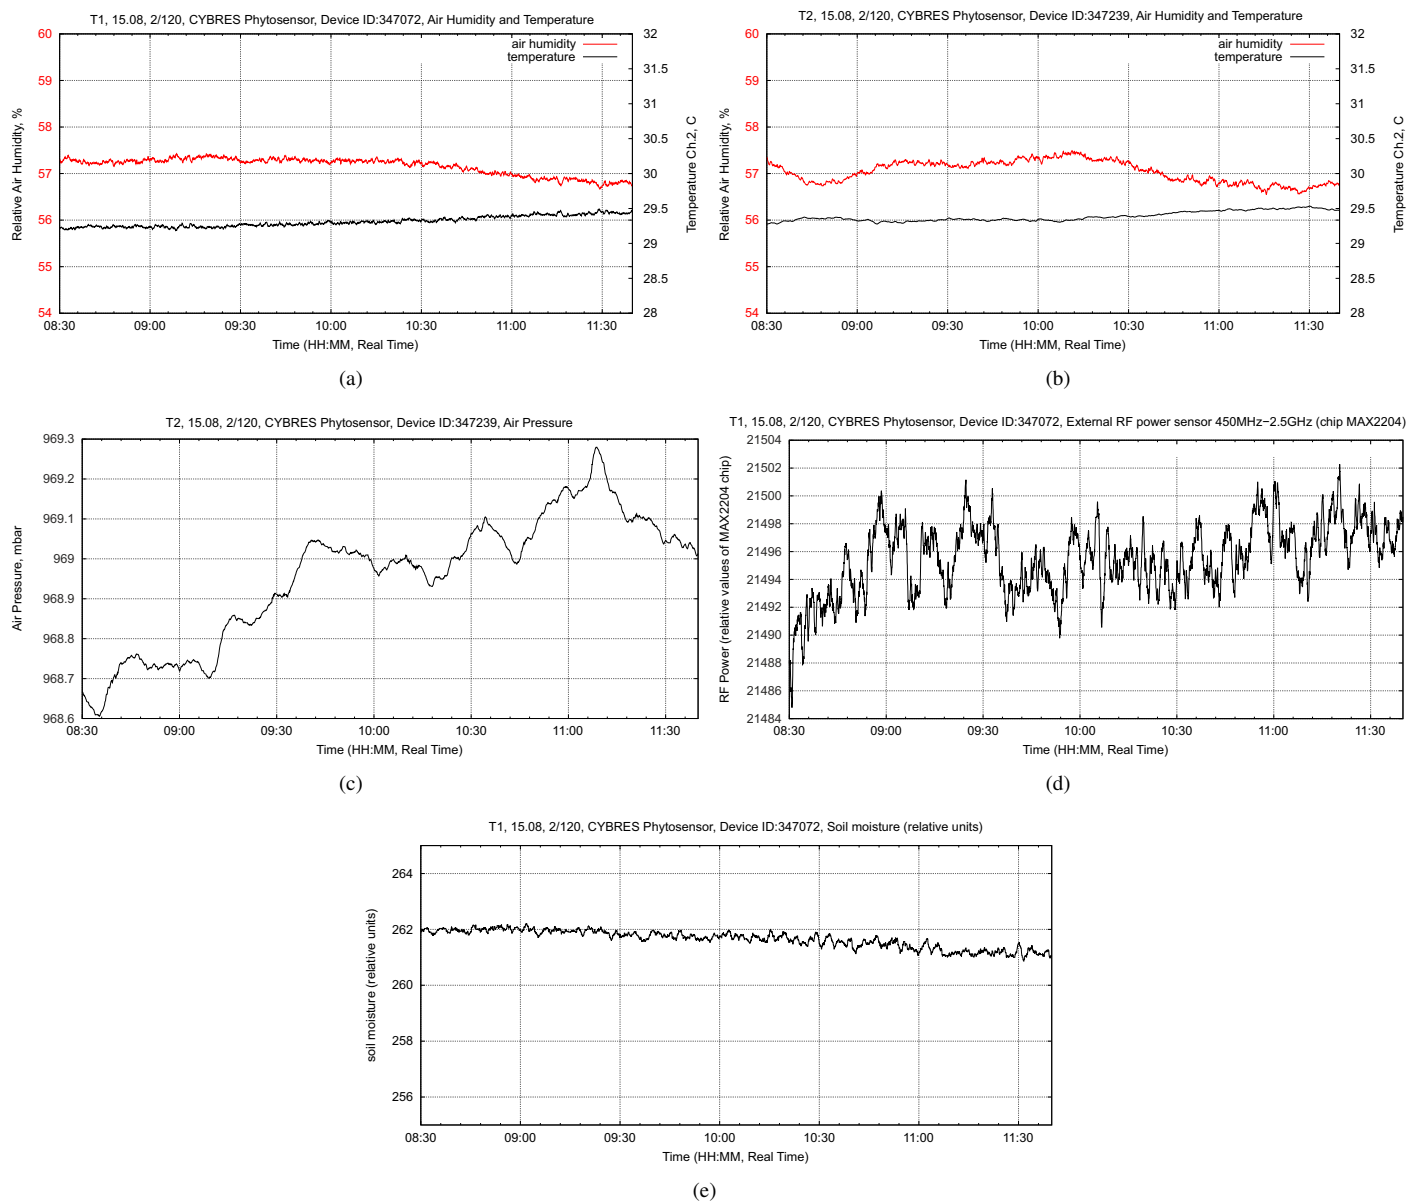 T1, 15.08, 2/120, CYBRES Phytosensor, Device ID:347072, Air Humidity and Temperature
air humidity
temperature
Relative Air Humidity, %
60
59
58
57
56
55
54
Temperature Ch.2, C
32
31.5
31
30.5
30
29.5
29
28.5
28
08:30 09:00 09:30 10:00 10:30 11:00 11:30
Time (HH:MM, Real Time)
(a)
T2, 15.08, 2/120, CYBRES Phytosensor, Device ID:347239, Air Humidity and Temperature
air humidity
temperature
Relative Air Humidity, %
60
59
58
57
56
55
54
Temperature Ch.2, C
32
31.5
31
30.5
30
29.5
29
28.5
28
08:30 09:00 09:30 10:00 10:30 11:00 11:30
Time (HH:MM, Real Time)
(b)
T2, 15.08, 2/120, CYBRES Phytosensor, Device ID:347239, Air Pressure
Air Pressure, mbar
969.3
969.2
969.1
969
968.9
968.8
968.7
968.6
08:30 09:00 09:30 10:00 10:30 11:00 11:30
Time (HH:MM, Real Time)
(c)
T1, 15.08, 2/120, CYBRES Phytosensor, Device ID:347072, External RF power sensor 450MHz−2.5GHz (chip MAX2204)
RF Power (relative values of MAX2204 chip)
21504
21502
21500
21498
21496
21494
21492
21490
21488
21486
21484
08:30 09:00 09:30 10:00 10:30 11:00 11:30
Time (HH:MM, Real Time)
(d)
T1, 15.08, 2/120, CYBRES Phytosensor, Device ID:347072, Soil moisture (relative units)
soil moisture (relative units)
264
262
260
258
256
08:30 09:00 09:30 10:00 10:30 11:00 11:30
Time (HH:MM, Real Time)
(e)